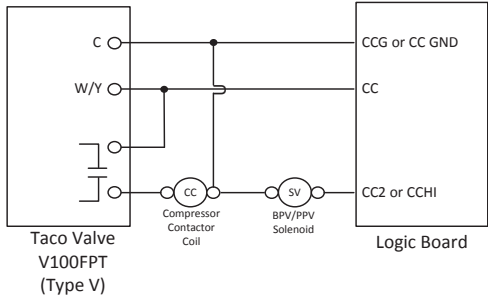 C
CCG or CC GND
W/Y
CC
CC
SV
CC2 or CCHI
Compressor
Contactor
Coil
BPV/PPV
Solenoid
Taco Valve
V100FPT
(Type V)
Logic Board